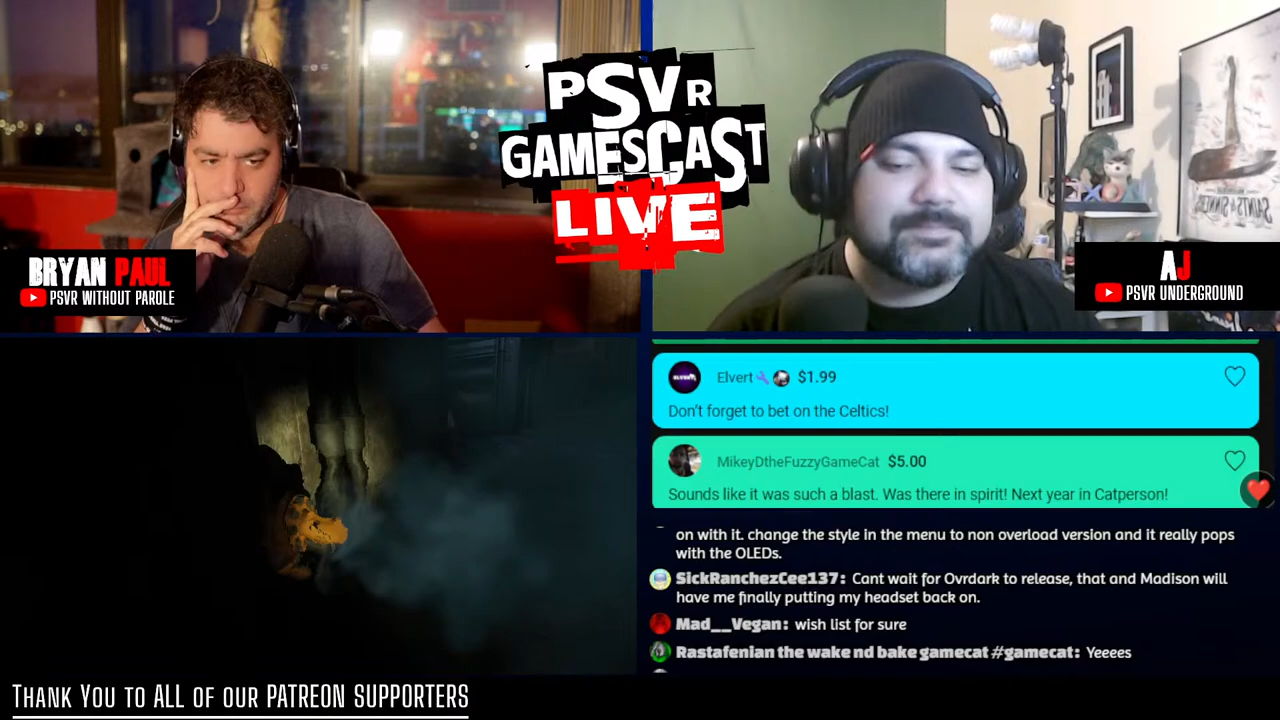 PSVR
GAMESCAST
LIVE
BRYAN PAUL
PSVR WITHOUT PAROLE
AJ
PSVR UNDERGROUND
SAINTS & SINNERS
Elvert $1.99
Don't forget to bet on the Celtics!
MikeyDtheFuzzyGameCat $5.00
Sounds like it was such a blast. Was there in spirit! Next year in Catperson!
on with it. change the style in the menu to non overload version and it really pops
with the OLEDs.
SickRanchezCee137: Cant wait for Ovrdark to release, that and Madison will
have me finally putting my headset back on.
Mad__Vegan: wish list for sure
Rastafenian the wake nd bake gamecat #gamecat: Yeeees
THANK YOU TO ALL OF OUR PATREON SUPPORTERS